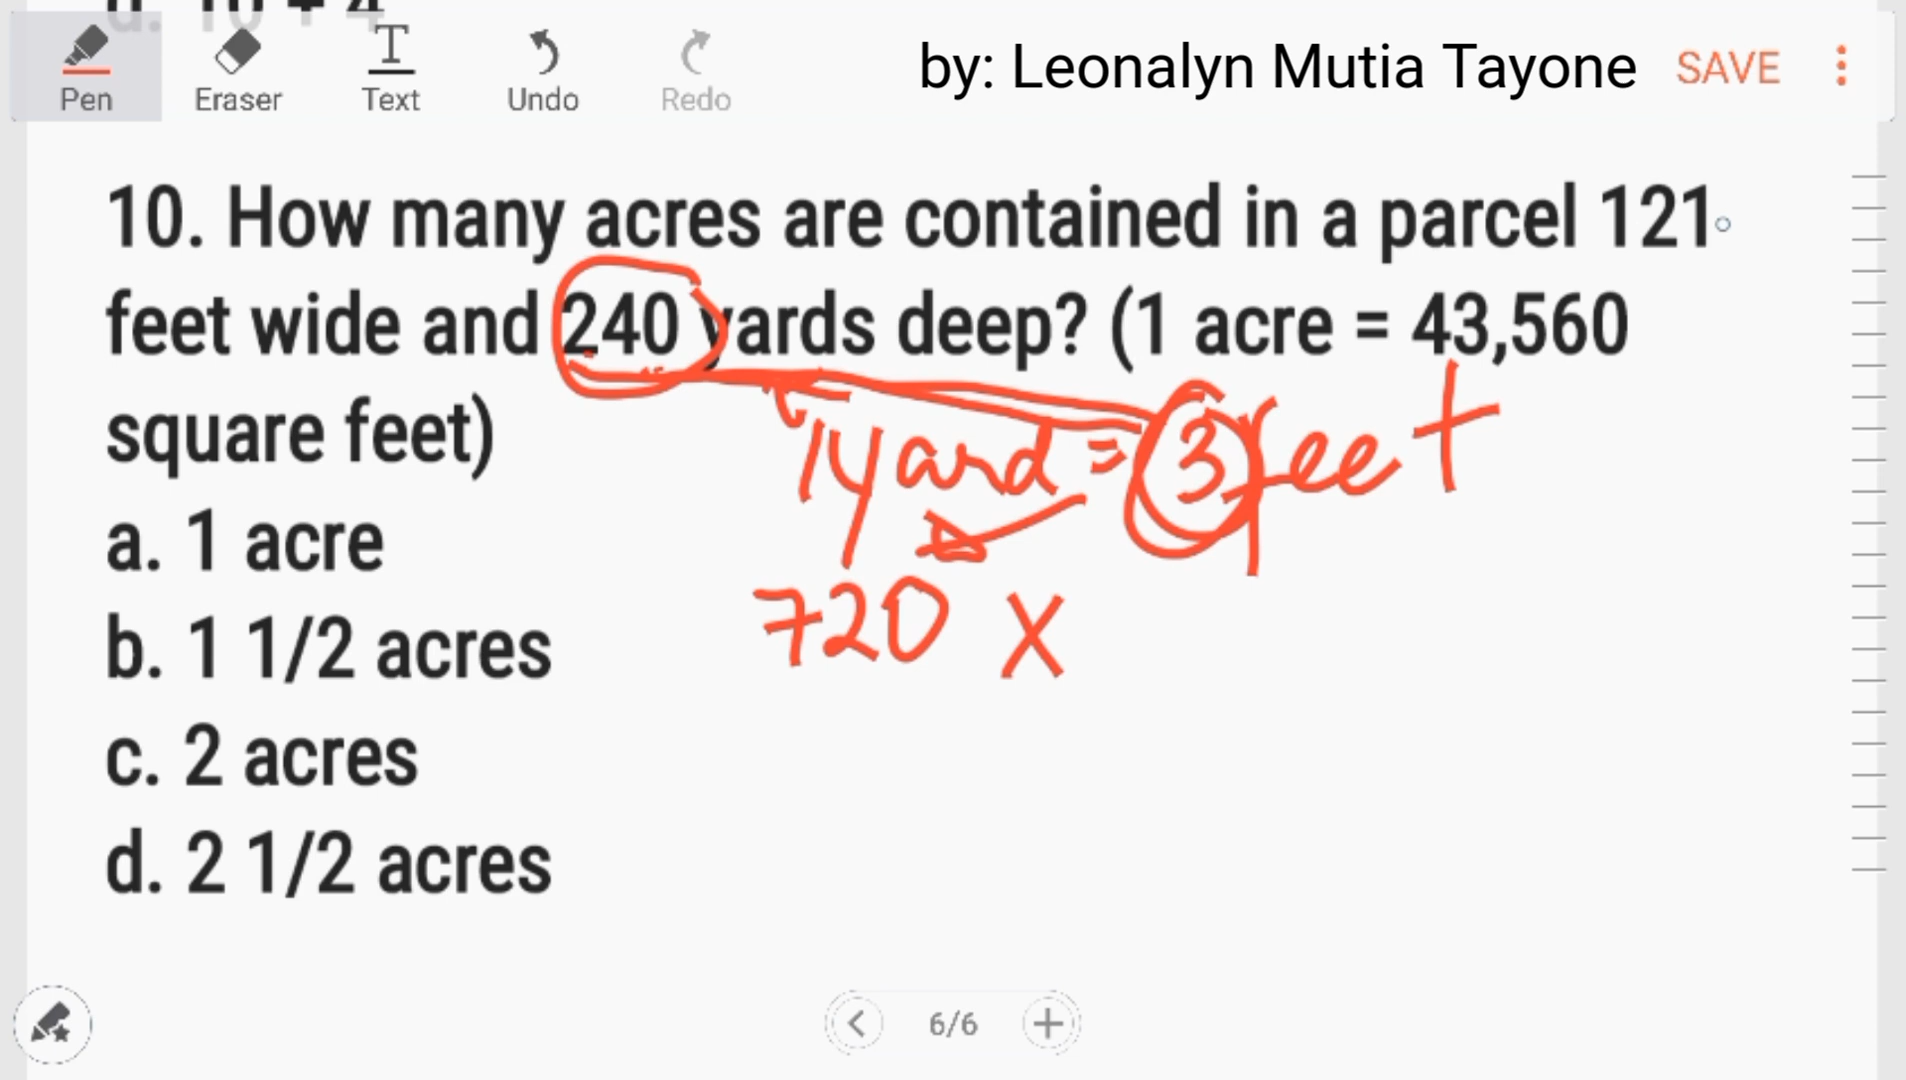 d. 10 + 4
Pen
Eraser
Text
Undo
Redo
by: Leonalyn Mutia Tayone
SAVE
10. How many acres are contained in a parcel 121
feet wide and 240 yards deep? (1 acre = 43,560
square feet)
1 yard = 3 feet
a. 1 acre
720 x
b. 1 1/2 acres
c. 2 acres
d. 2 1/2 acres
6/6